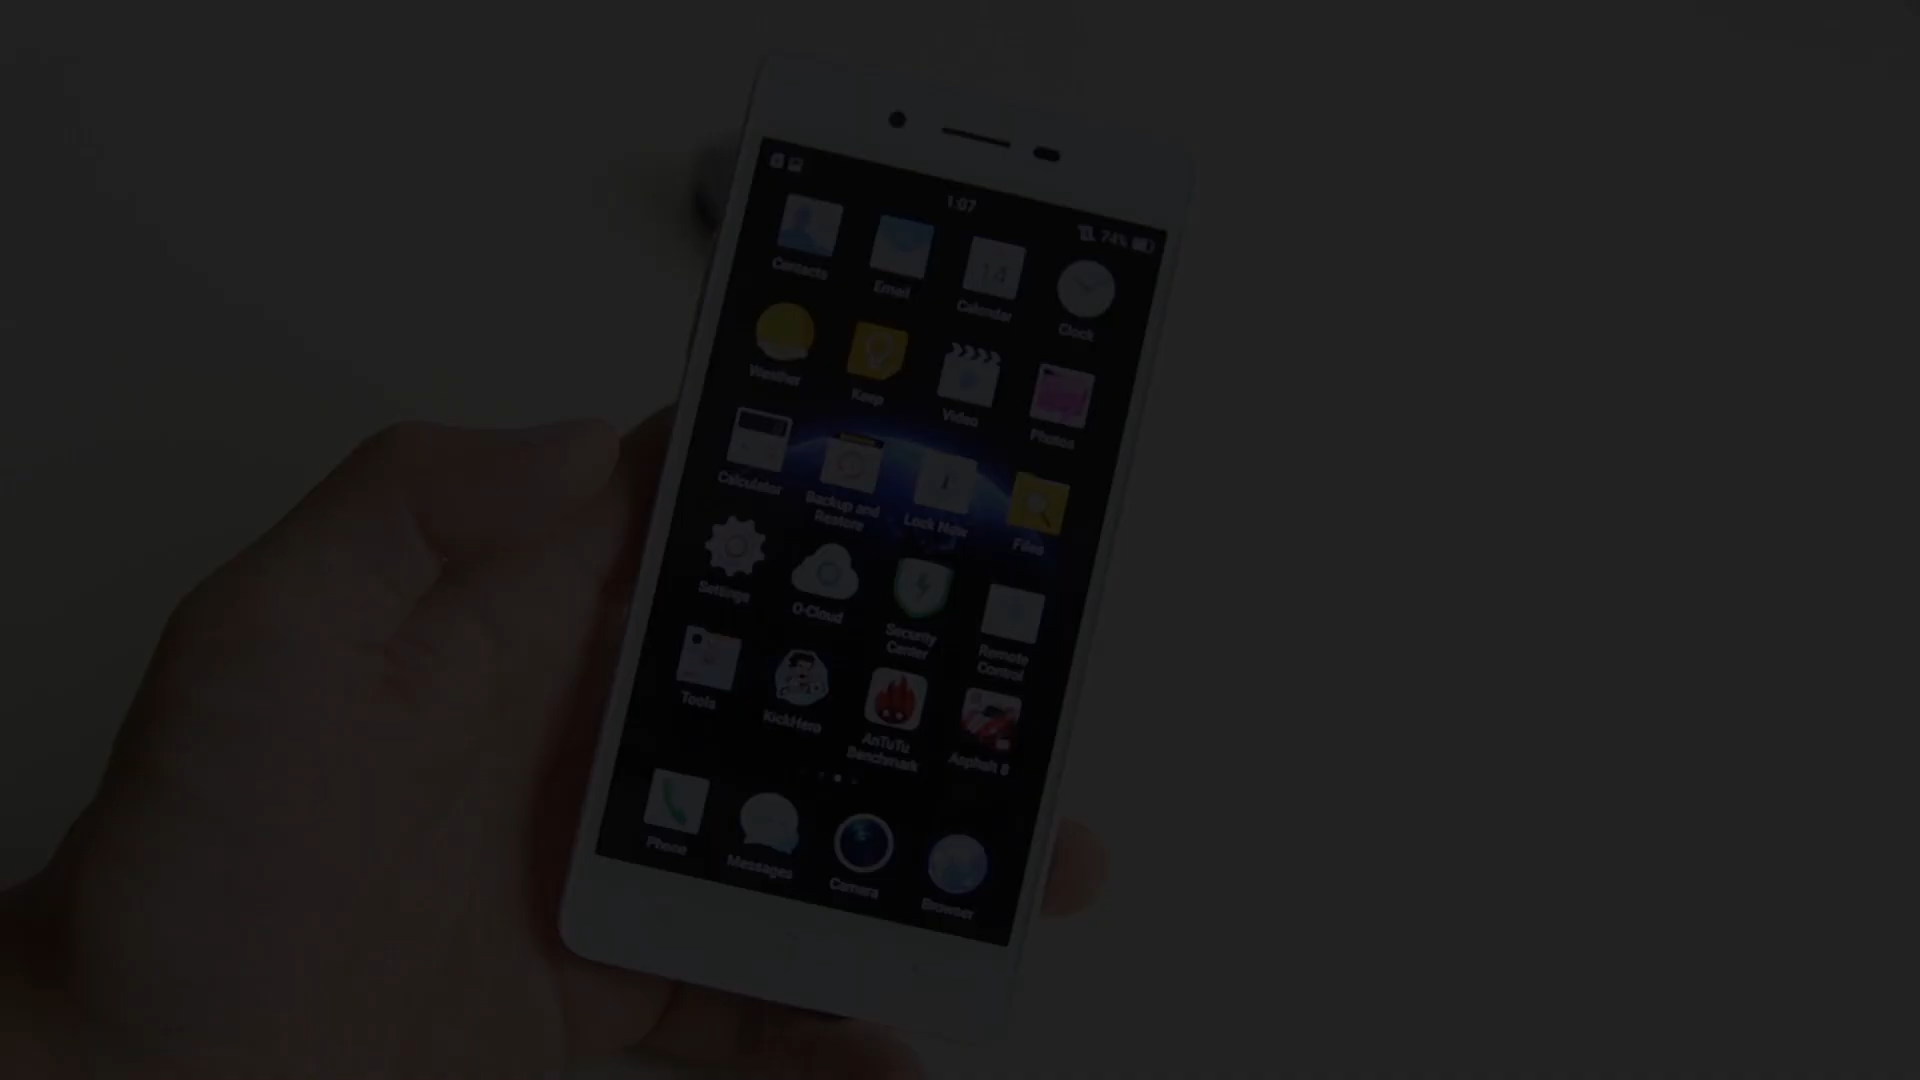 1:07
74%
Contacts
Email
Calendar
14
Clock
Weather
Keep
Video
Photos
Calculator
Backup and
Restore
Lock Now
Files
Settings
O-Cloud
Security
Center
Remote
Control
Tools
KickHero
AnTuTu
Benchmark
Asphalt 8
Phone
Messages
Camera
Browser